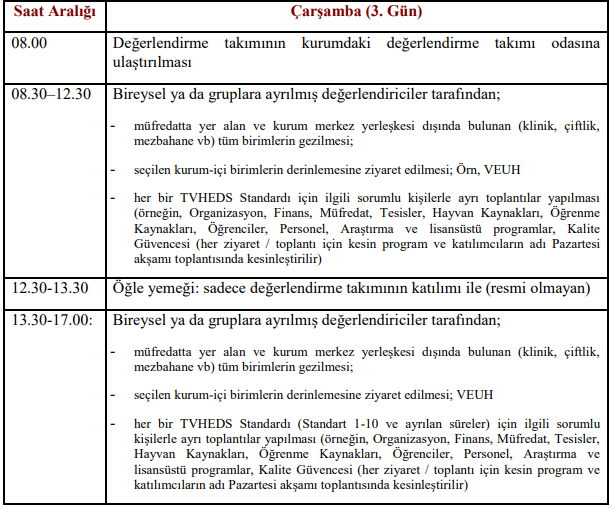 Saat Aralığı
Çarşamba (3. Gün)
08.00
Değerlendirme takımının kurumdaki değerlendirme takımı odasına
ulaştırılması
08.30–12.30
Bireysel ya da gruplara ayrılmış değerlendiriciler tarafından;
- müfredatta yer alan ve kurum merkez yerleşkesi dışında bulunan (klinik, çiftlik,
mezbahane vb) tüm birimlerin gezilmesi;
- seçilen kurum-içi birimlerin derinlemesine ziyaret edilmesi; Örn, VEUH
- her bir TVHEDS Standardı için ilgili sorumlu kişilerle ayrı toplantılar yapılması
(örneğin, Organizasyon, Finans, Müfredat, Tesisler, Hayvan Kaynakları, Öğrenme
Kaynakları, Öğrenciler, Personel, Araştırma ve lisansüstü programlar, Kalite
Güvencesi (her ziyaret / toplantı için kesin program ve katılımcıların adı Pazartesi
akşamı toplantısında kesinleştirilir)
12.30-13.30
Öğle yemeği: sadece değerlendirme takımının katılımı ile (resmi olmayan)
13.30-17.00:
Bireysel ya da gruplara ayrılmış değerlendiriciler tarafından;
- müfredatta yer alan ve kurum merkez yerleşkesi dışında bulunan (klinik, çiftlik,
mezbahane vb) tüm birimlerin gezilmesi;
- seçilen kurum-içi birimlerin derinlemesine ziyaret edilmesi; VEUH
- her bir TVHEDS Standardı (Standart 1-10 ve ayrılan süreler) için ilgili sorumlu
kişilerle ayrı toplantılar yapılması (örneğin, Organizasyon, Finans, Müfredat, Tesisler,
Hayvan Kaynakları, Öğrenme Kaynakları, Öğrenciler, Personel, Araştırma ve
lisansüstü programlar, Kalite Güvencesi (her ziyaret / toplantı için kesin program ve
katılımcıların adı Pazartesi akşamı toplantısında kesinleştirilir)